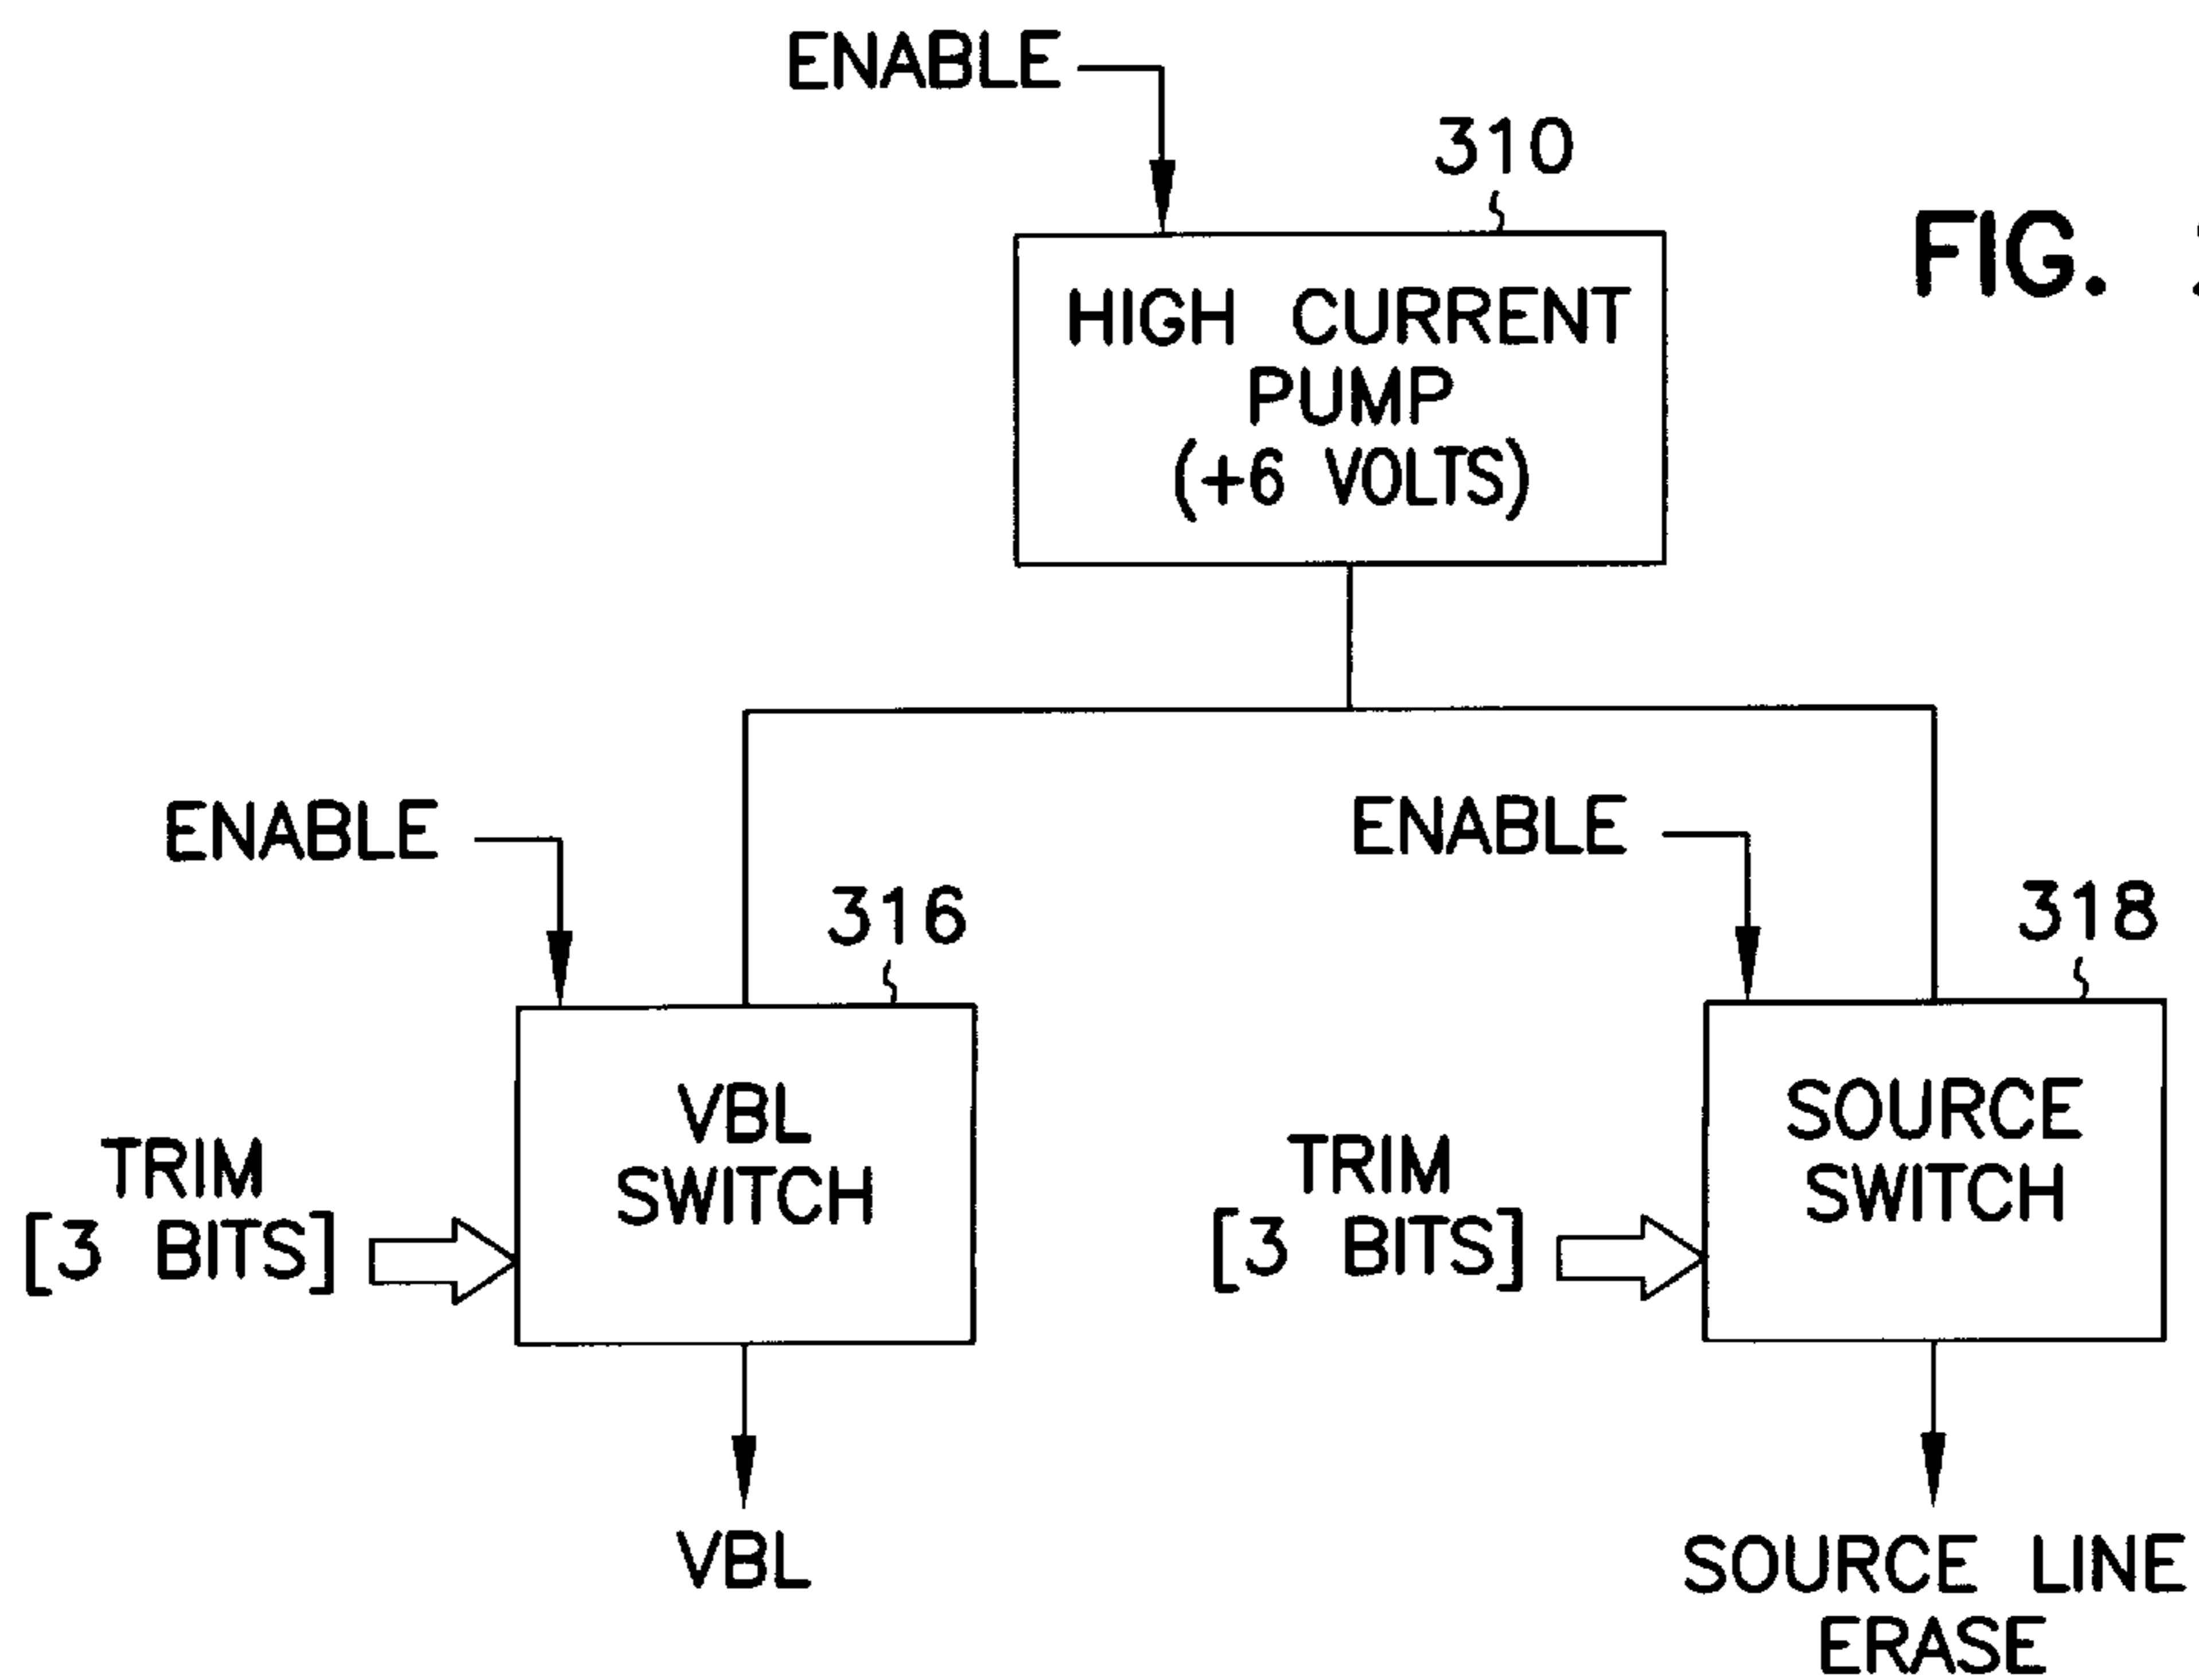 ENABLE
310
FIG.
HIGH CURRENT
PUMP
(+6 VOLTS)
ENABLE
316
ENABLE
318
VBL
SWITCH
TRIM
[3 BITS]
SOURCE
SWITCH
TRIM
[3 BITS]
VBL
SOURCE LINE
ERASE